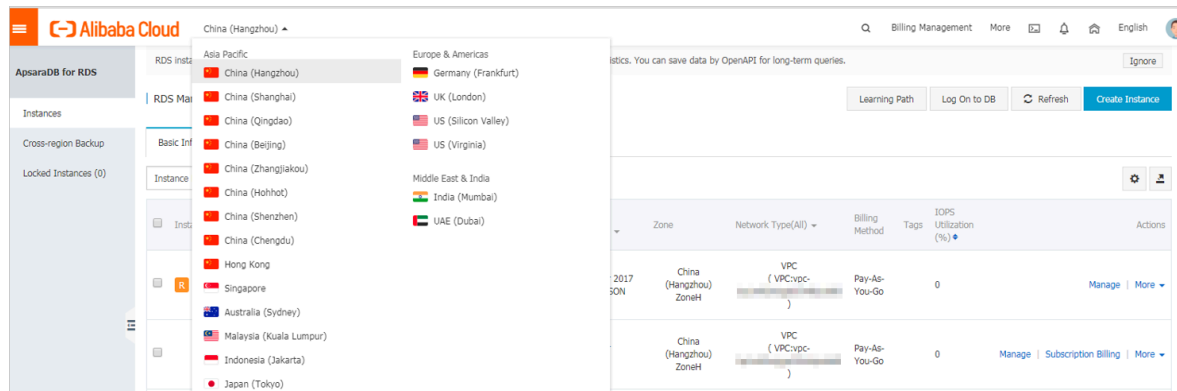 Alibaba Cloud
China (Hangzhou)
Billing Management
More
English
ApsaraDB for RDS
Instances
Cross-region Backup
Locked Instances (0)
RDS insta
stics. You can save data by OpenAPI for long-term queries.
Ignore
RDS Ma
Learning Path
Log On to DB
Refresh
Create Instance
Basic Inf
Instance
Asia Pacific
China (Hangzhou)
China (Shanghai)
China (Qingdao)
China (Beijing)
China (Zhangjiakou)
China (Hohhot)
China (Shenzhen)
China (Chengdu)
Hong Kong
Singapore
Australia (Sydney)
Malaysia (Kuala Lumpur)
Indonesia (Jakarta)
Japan (Tokyo)
Europe & Americas
Germany (Frankfurt)
UK (London)
US (Silicon Valley)
US (Virginia)
Middle East & India
India (Mumbai)
UAE (Dubai)
Insta
Zone
Network Type(All)
Billing
Method
Tags
IOPS
Utilization
(%)
Actions
R
2017
SON
China
(Hangzhou)
ZoneH
VPC
( VPC:vpc-
)
Pay-As-
You-Go
0
Manage | More
China
(Hangzhou)
ZoneH
VPC
( VPC:vpc-
)
Pay-As-
You-Go
0
Manage | Subscription Billing | More